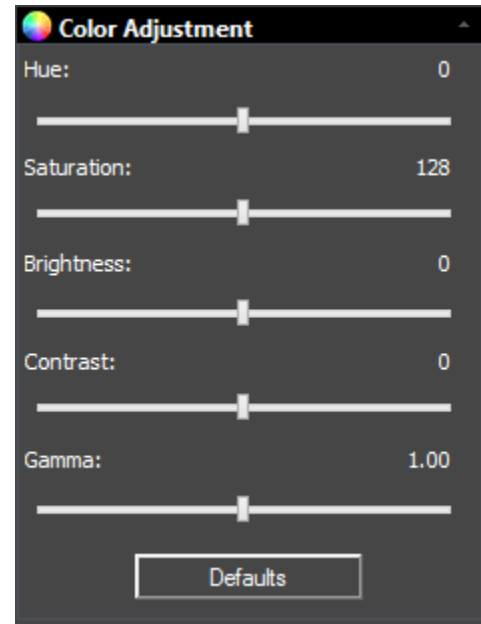 Color Adjustment
Hue: 0
Saturation: 128
Brightness: 0
Contrast: 0
Gamma: 1.00
Defaults